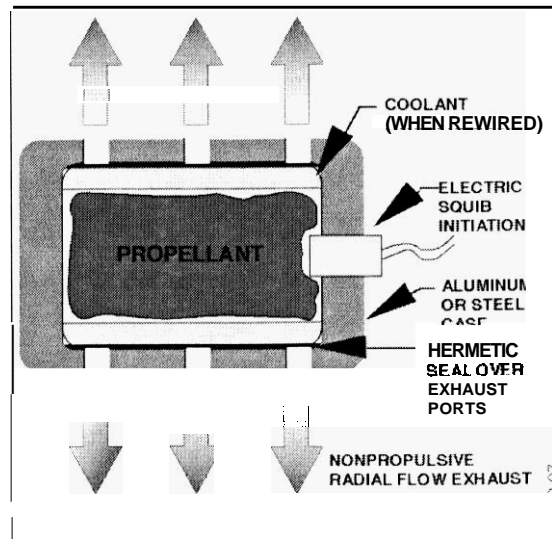 COOLANT
(WHEN REWIRED)
ELECTRIC
SQUIB
INITIATION
PROPELLANT
ALUMINUM
OR STEEL
CASE
HERMETIC
SEAL OVER
EXHAUST
PORTS
NONPROPULSIVE
RADIAL FLOW EXHAUST